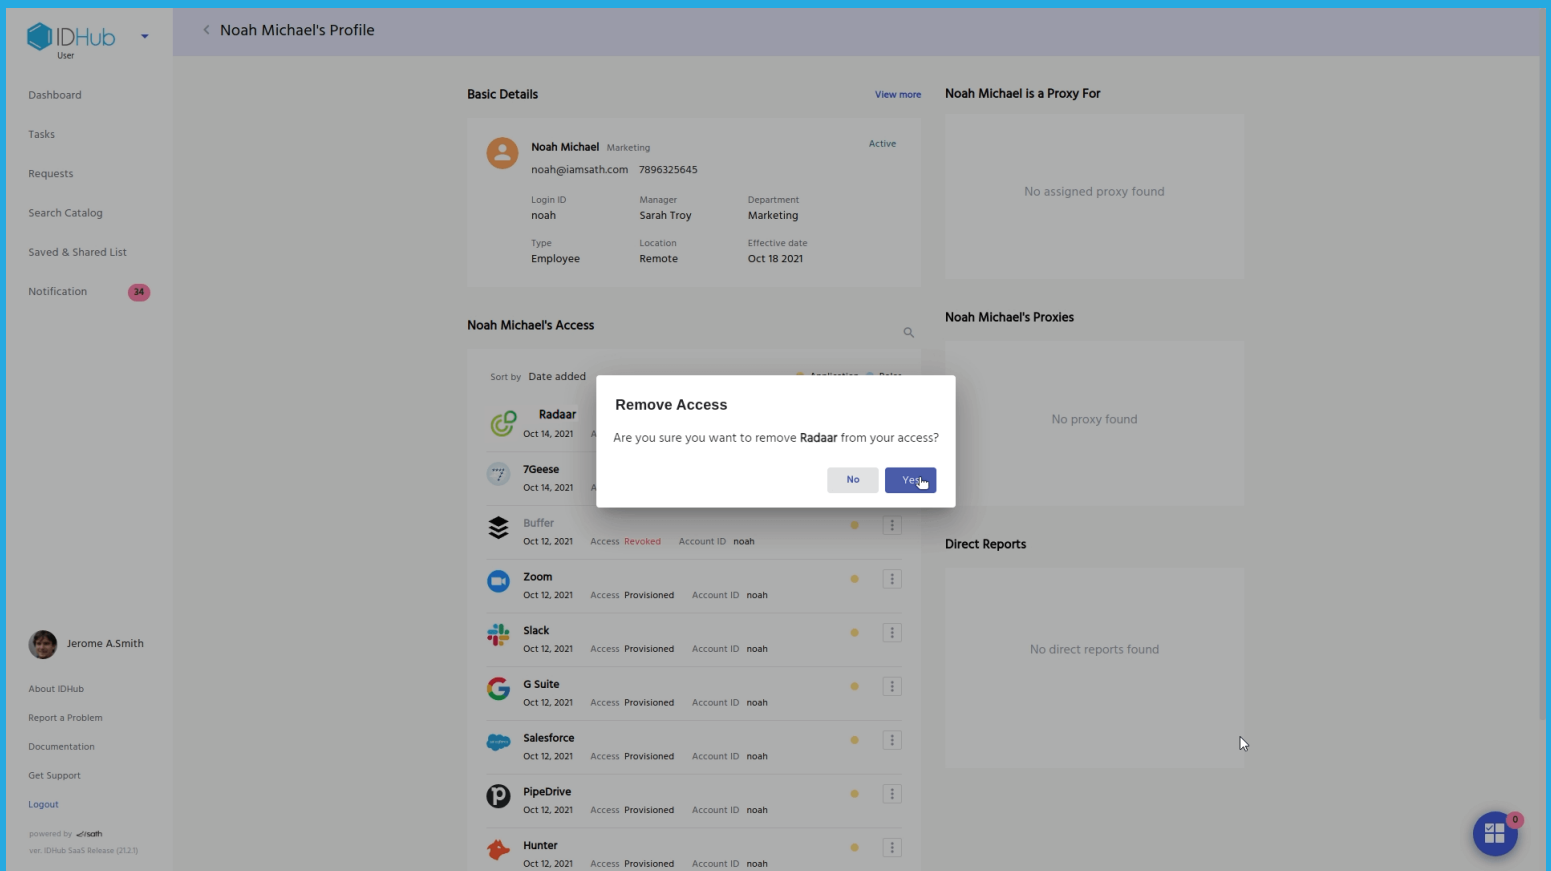 IDHub
User
Noah Michael's Profile
Dashboard
Tasks
Requests
Search Catalog
Saved & Shared List
Notification 34
Basic Details View more
Noah Michael Marketing Active
noah@iamsath.com 7896325645
Login ID Manager Department
noah Sarah Troy Marketing
Type Location Effective date
Employee Remote Oct 18 2021
Noah Michael is a Proxy For
No assigned proxy found
Noah Michael's Access
Sort by Date added
Radaar
Oct 14, 2021
7Geese
Oct 14, 2021
Buffer
Oct 12, 2021 Access Revoked Account ID noah
Zoom
Oct 12, 2021 Access Provisioned Account ID noah
Slack
Oct 12, 2021 Access Provisioned Account ID noah
G Suite
Oct 12, 2021 Access Provisioned Account ID noah
Salesforce
Oct 12, 2021 Access Provisioned Account ID noah
PipeDrive
Oct 12, 2021 Access Provisioned Account ID noah
Hunter
Oct 12, 2021 Access Provisioned Account ID noah
Remove Access
Are you sure you want to remove Radaar from your access?
No Yes
Noah Michael's Proxies
No proxy found
Direct Reports
No direct reports found
Jerome A.Smith
About IDHub
Report a Problem
Documentation
Get Support
Logout
powered by sath
ver. IDHub SaaS Release (21.2.7)
0